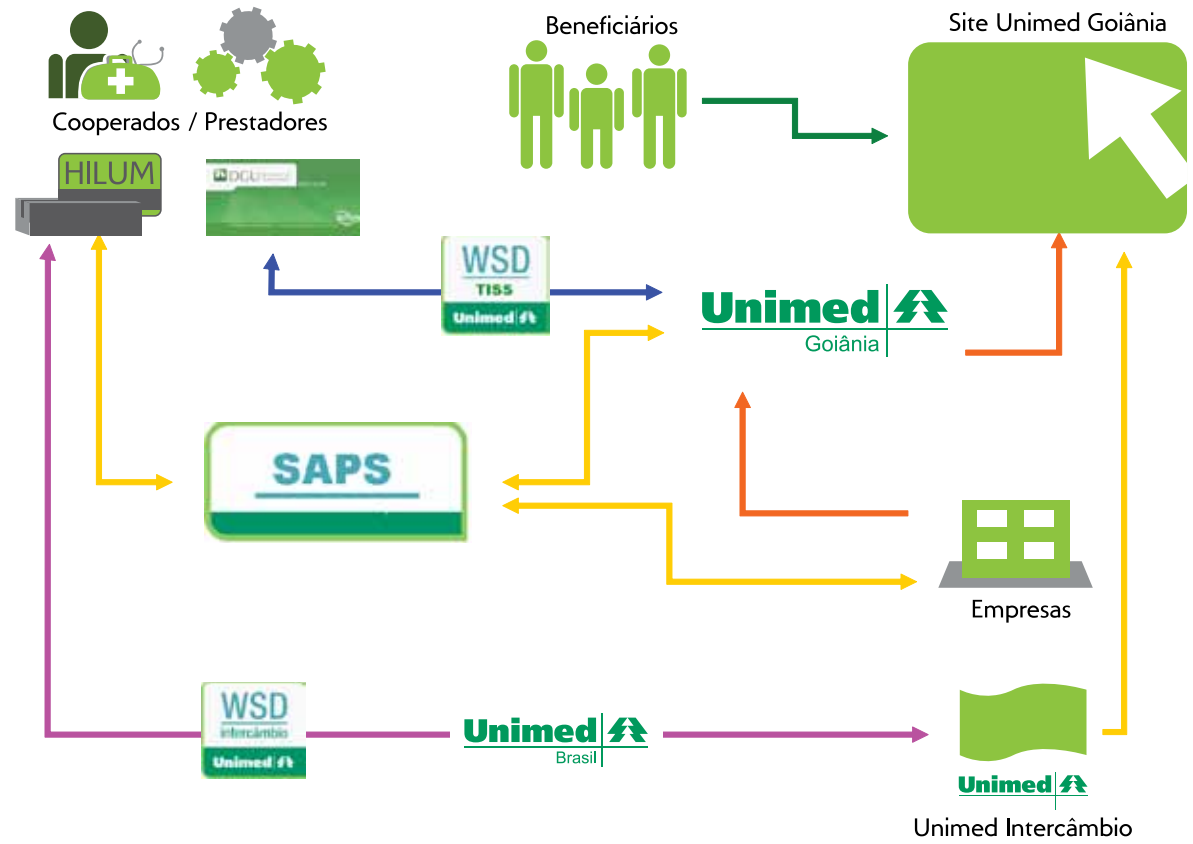 Beneficiários
Site Unimed Goiânia
Cooperados / Prestadores
HILUM
WSD
TISS
Unimed
Unimed
Goiânia
SAPS
Empresas
WSD
intercâmbio
Unimed
Unimed
Brasil
Unimed
Unimed Intercâmbio